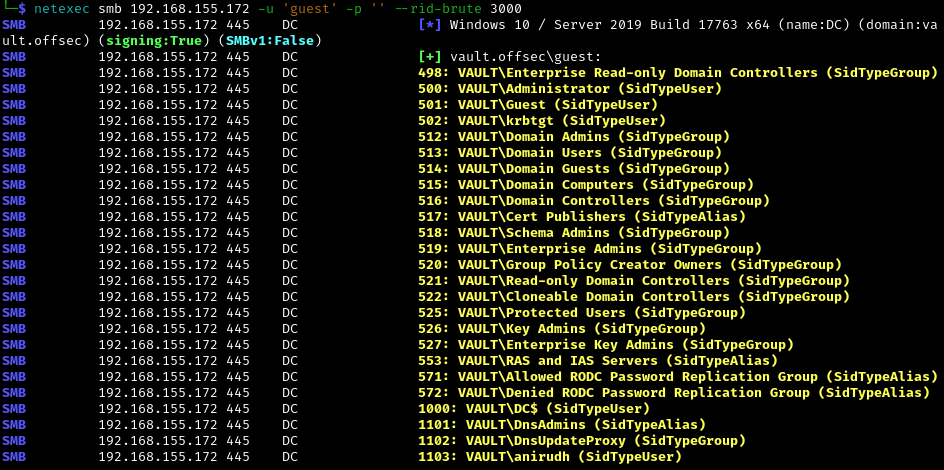 └─$ netexec smb 192.168.155.172 -u 'guest' -p '' --rid-brute 3000
SMB 192.168.155.172 445 DC [*] Windows 10 / Server 2019 Build 17763 x64 (name:DC) (domain:va
ult.offsec) (signing:True) (SMBv1:False)
SMB 192.168.155.172 445 DC [+] vault.offsec\guest:
SMB 192.168.155.172 445 DC 498: VAULT\Enterprise Read-only Domain Controllers (SidTypeGroup)
SMB 192.168.155.172 445 DC 500: VAULT\Administrator (SidTypeUser)
SMB 192.168.155.172 445 DC 501: VAULT\Guest (SidTypeUser)
SMB 192.168.155.172 445 DC 502: VAULT\krbtgt (SidTypeUser)
SMB 192.168.155.172 445 DC 512: VAULT\Domain Admins (SidTypeGroup)
SMB 192.168.155.172 445 DC 513: VAULT\Domain Users (SidTypeGroup)
SMB 192.168.155.172 445 DC 514: VAULT\Domain Guests (SidTypeGroup)
SMB 192.168.155.172 445 DC 515: VAULT\Domain Computers (SidTypeGroup)
SMB 192.168.155.172 445 DC 516: VAULT\Domain Controllers (SidTypeGroup)
SMB 192.168.155.172 445 DC 517: VAULT\Cert Publishers (SidTypeAlias)
SMB 192.168.155.172 445 DC 518: VAULT\Schema Admins (SidTypeGroup)
SMB 192.168.155.172 445 DC 519: VAULT\Enterprise Admins (SidTypeGroup)
SMB 192.168.155.172 445 DC 520: VAULT\Group Policy Creator Owners (SidTypeGroup)
SMB 192.168.155.172 445 DC 521: VAULT\Read-only Domain Controllers (SidTypeGroup)
SMB 192.168.155.172 445 DC 522: VAULT\Cloneable Domain Controllers (SidTypeGroup)
SMB 192.168.155.172 445 DC 525: VAULT\Protected Users (SidTypeGroup)
SMB 192.168.155.172 445 DC 526: VAULT\Key Admins (SidTypeGroup)
SMB 192.168.155.172 445 DC 527: VAULT\Enterprise Key Admins (SidTypeGroup)
SMB 192.168.155.172 445 DC 553: VAULT\RAS and IAS Servers (SidTypeAlias)
SMB 192.168.155.172 445 DC 571: VAULT\Allowed RODC Password Replication Group (SidTypeAlias)
SMB 192.168.155.172 445 DC 572: VAULT\Denied RODC Password Replication Group (SidTypeAlias)
SMB 192.168.155.172 445 DC 1000: VAULT\DC$ (SidTypeUser)
SMB 192.168.155.172 445 DC 1101: VAULT\DnsAdmins (SidTypeAlias)
SMB 192.168.155.172 445 DC 1102: VAULT\DnsUpdateProxy (SidTypeGroup)
SMB 192.168.155.172 445 DC 1103: VAULT\anirudh (SidTypeUser)